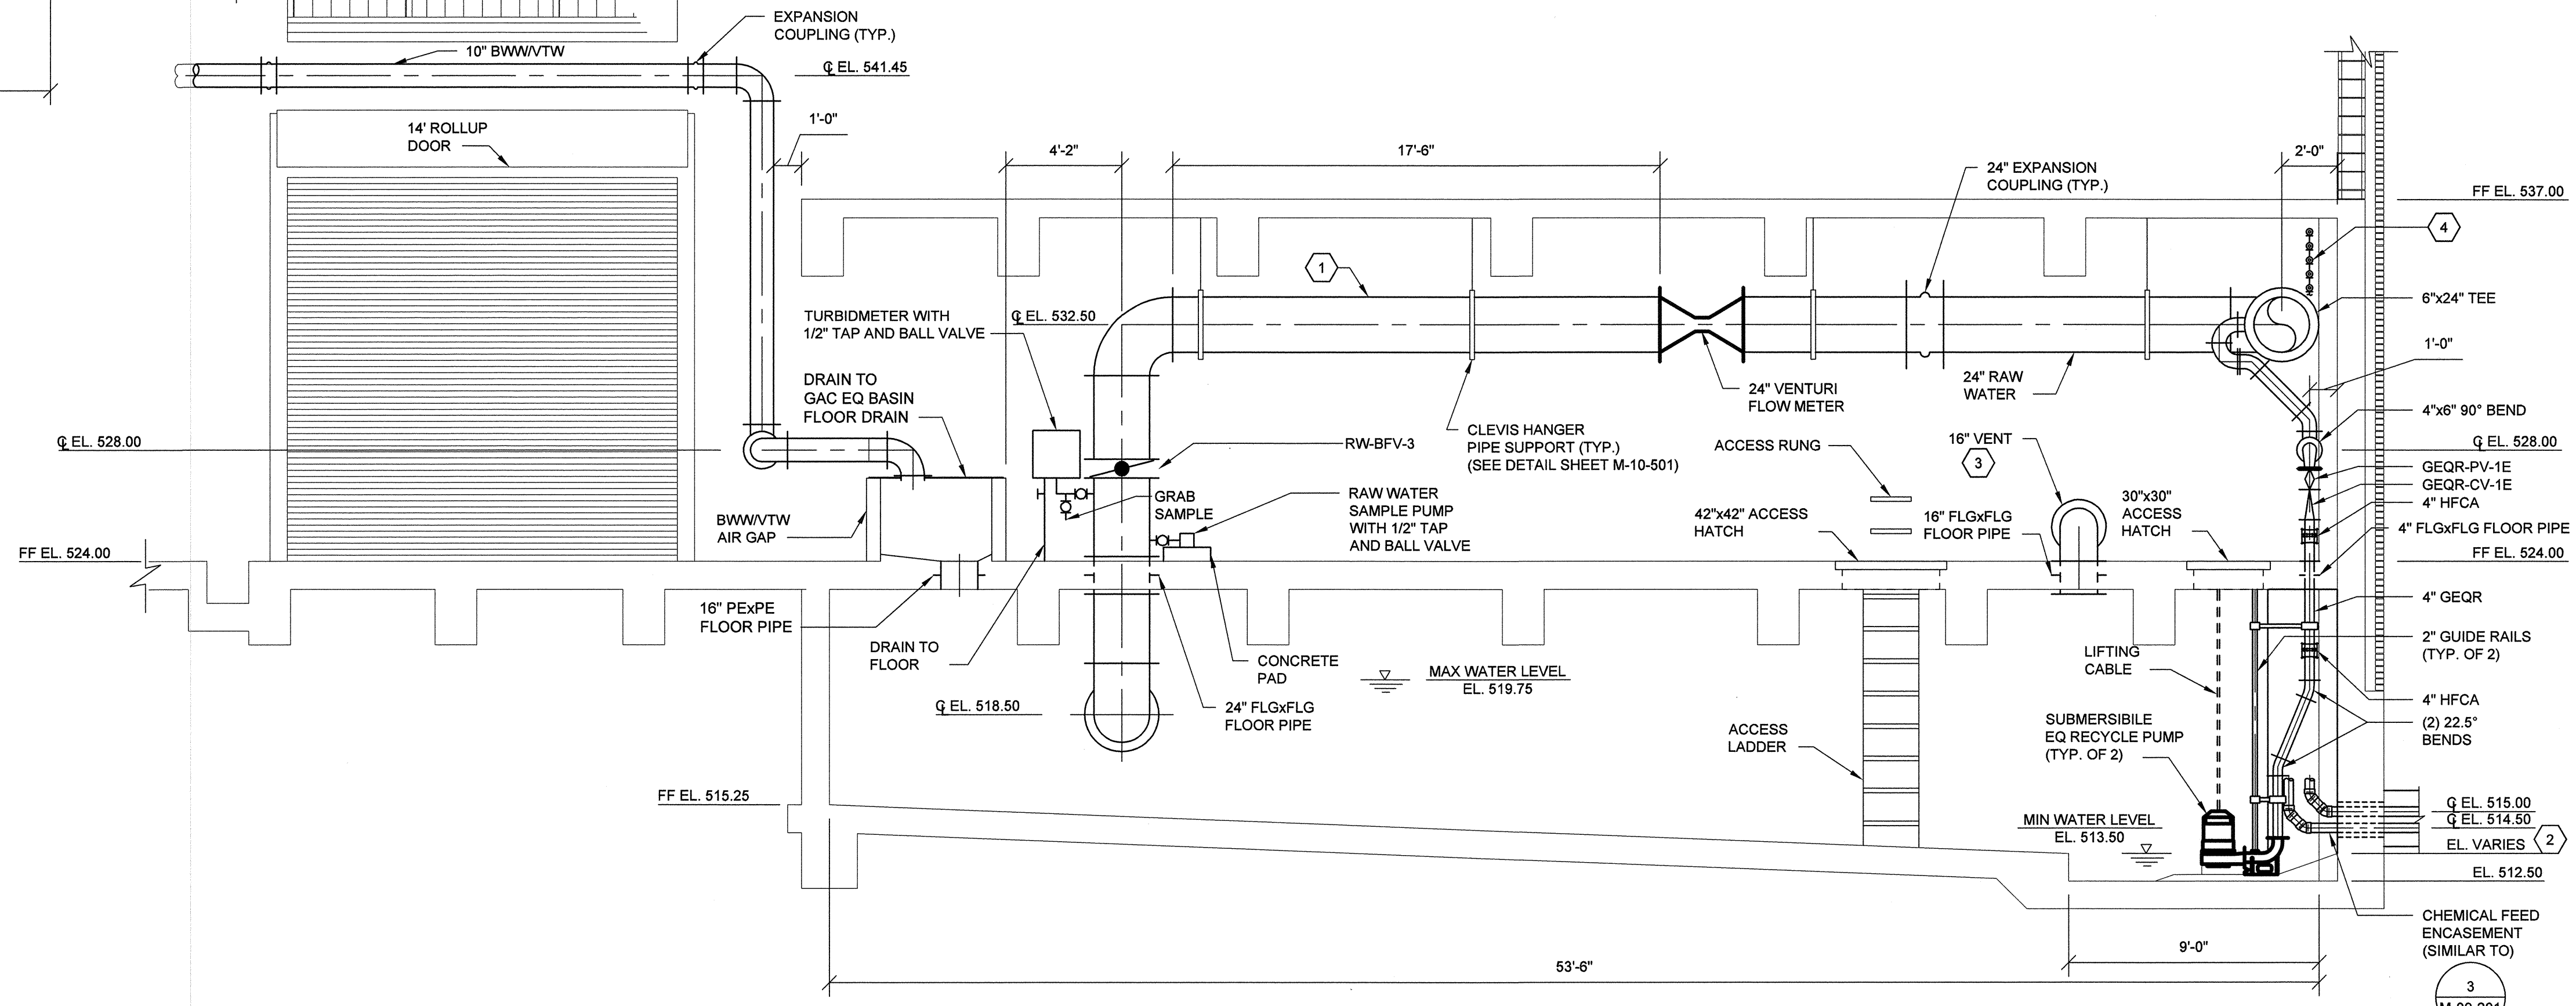 EXPANSION
COUPLING (TYP.)
10" BWW/VTW
℄ EL. 541.45
14' ROLLUP
DOOR
1'-0"
4'-2"
17'-6"
24" EXPANSION
COUPLING (TYP.)
2'-0"
FF EL. 537.00
4
1
TURBIDMETER WITH
1/2" TAP AND BALL VALVE
℄ EL. 532.50
6"x24" TEE
1'-0"
DRAIN TO
GAC EQ BASIN
FLOOR DRAIN
24" VENTURI
FLOW METER
24" RAW
WATER
4"x6" 90° BEND
℄ EL. 528.00
RW-BFV-3
CLEVIS HANGER
PIPE SUPPORT (TYP.)
(SEE DETAIL SHEET M-10-501)
ACCESS RUNG
16" VENT
3
℄ EL. 528.00
GEQR-PV-1E
GEQR-CV-1E
4" HFCA
BWW/VTW
AIR GAP
GRAB
SAMPLE
RAW WATER
SAMPLE PUMP
WITH 1/2" TAP
AND BALL VALVE
42"x42" ACCESS
HATCH
16" FLGxFLG
FLOOR PIPE
30"x30"
ACCESS
HATCH
4" FLGxFLG FLOOR PIPE
FF EL. 524.00
FF EL. 524.00
16" PExPE
FLOOR PIPE
4" GEQR
DRAIN TO
FLOOR
CONCRETE
PAD
MAX WATER LEVEL
EL. 519.75
LIFTING
CABLE
2" GUIDE RAILS
(TYP. OF 2)
℄ EL. 518.50
24" FLGxFLG
FLOOR PIPE
ACCESS
LADDER
SUBMERSIBILE
EQ RECYCLE PUMP
(TYP. OF 2)
4" HFCA
(2) 22.5°
BENDS
FF EL. 515.25
MIN WATER LEVEL
EL. 513.50
℄ EL. 515.00
℄ EL. 514.50
EL. VARIES
2
EL. 512.50
CHEMICAL FEED
ENCASEMENT
(SIMILAR TO)
9'-0"
53'-6"
3